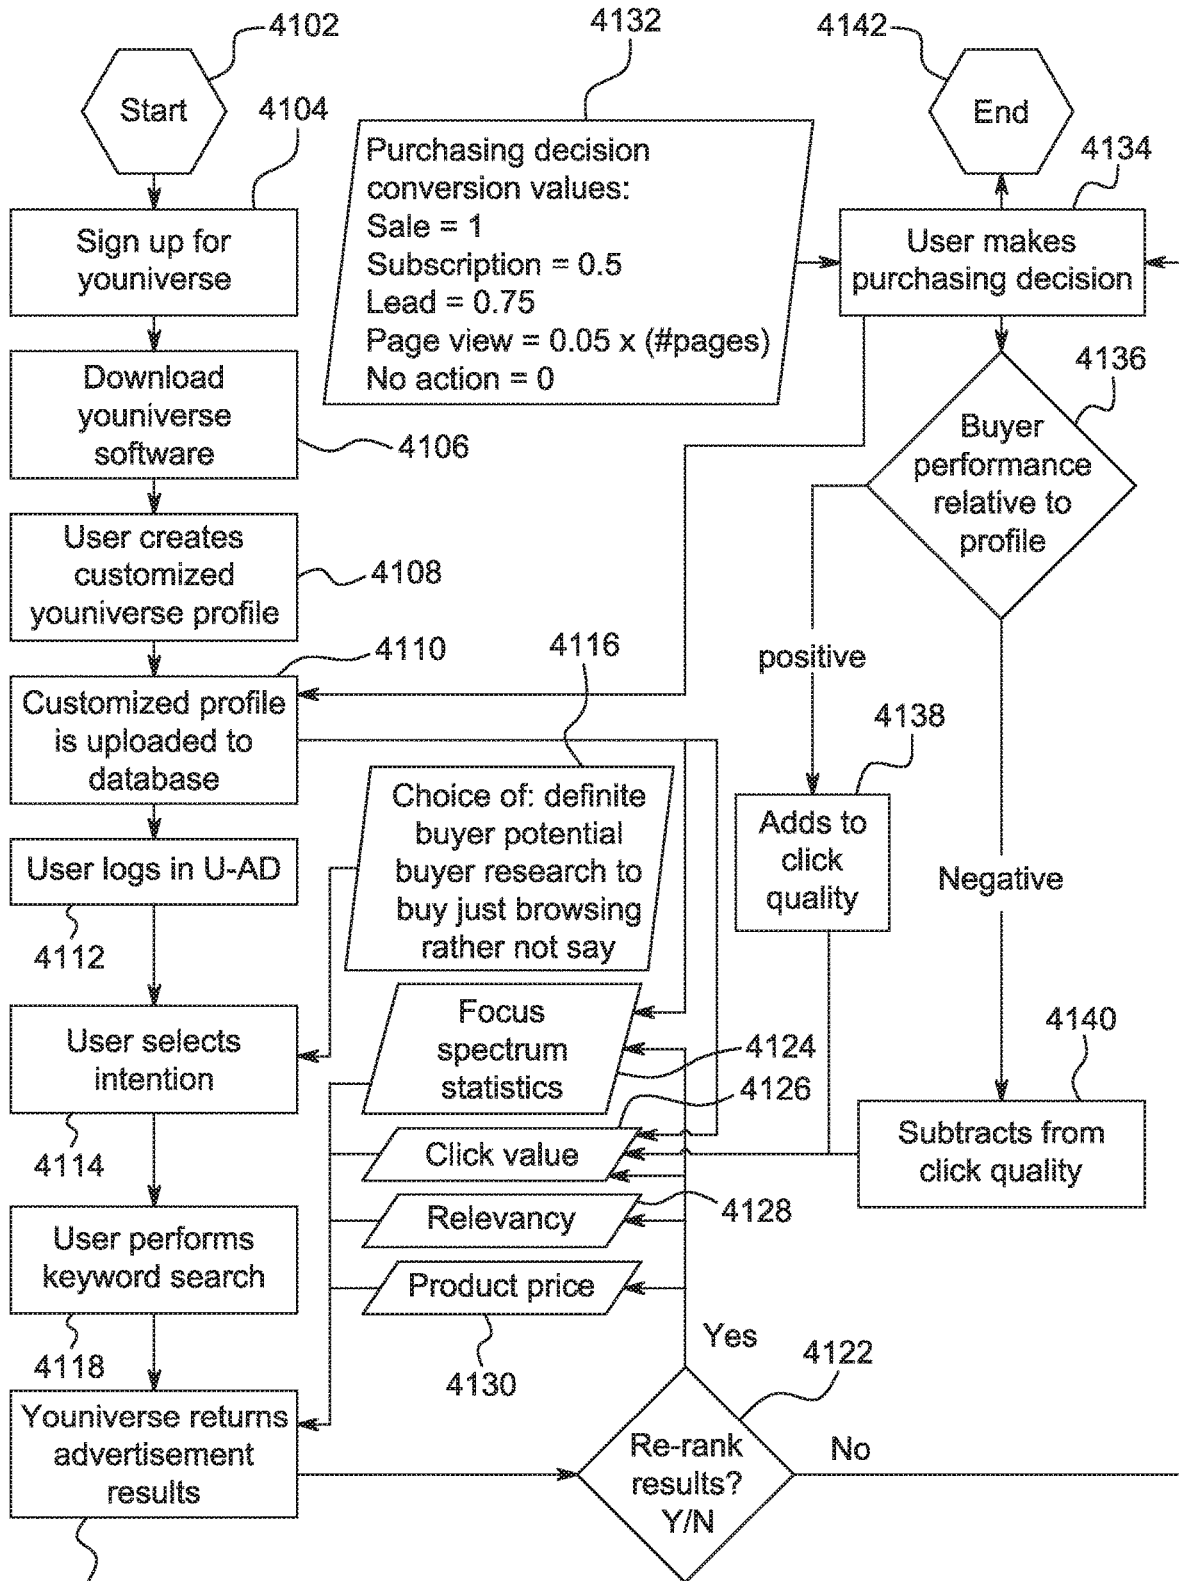 4102
Start
4104
Sign up for
youniverse
Download
youniverse
software
4106
User creates
customized
youniverse profile
4108
4110
Customized profile
is uploaded to
database
User logs in U-AD
4112
User selects
intention
4114
User performs
keyword search
4118
Youniverse returns
advertisement
results
4132
Purchasing decision
conversion values:
Sale = 1
Subscription = 0.5
Lead = 0.75
Page view = 0.05 x (#pages)
No action = 0
4116
Choice of: definite
buyer potential
buyer research to
buy just browsing
rather not say
Focus
spectrum
statistics
4124
4126
Click value
Relevancy
4128
Product price
4130
Yes
4122
Re-rank
results?
Y/N
No
4142
End
4134
User makes
purchasing decision
4136
Buyer
performance
relative to
profile
positive
4138
Adds to
click
quality
Negative
4140
Subtracts from
click quality